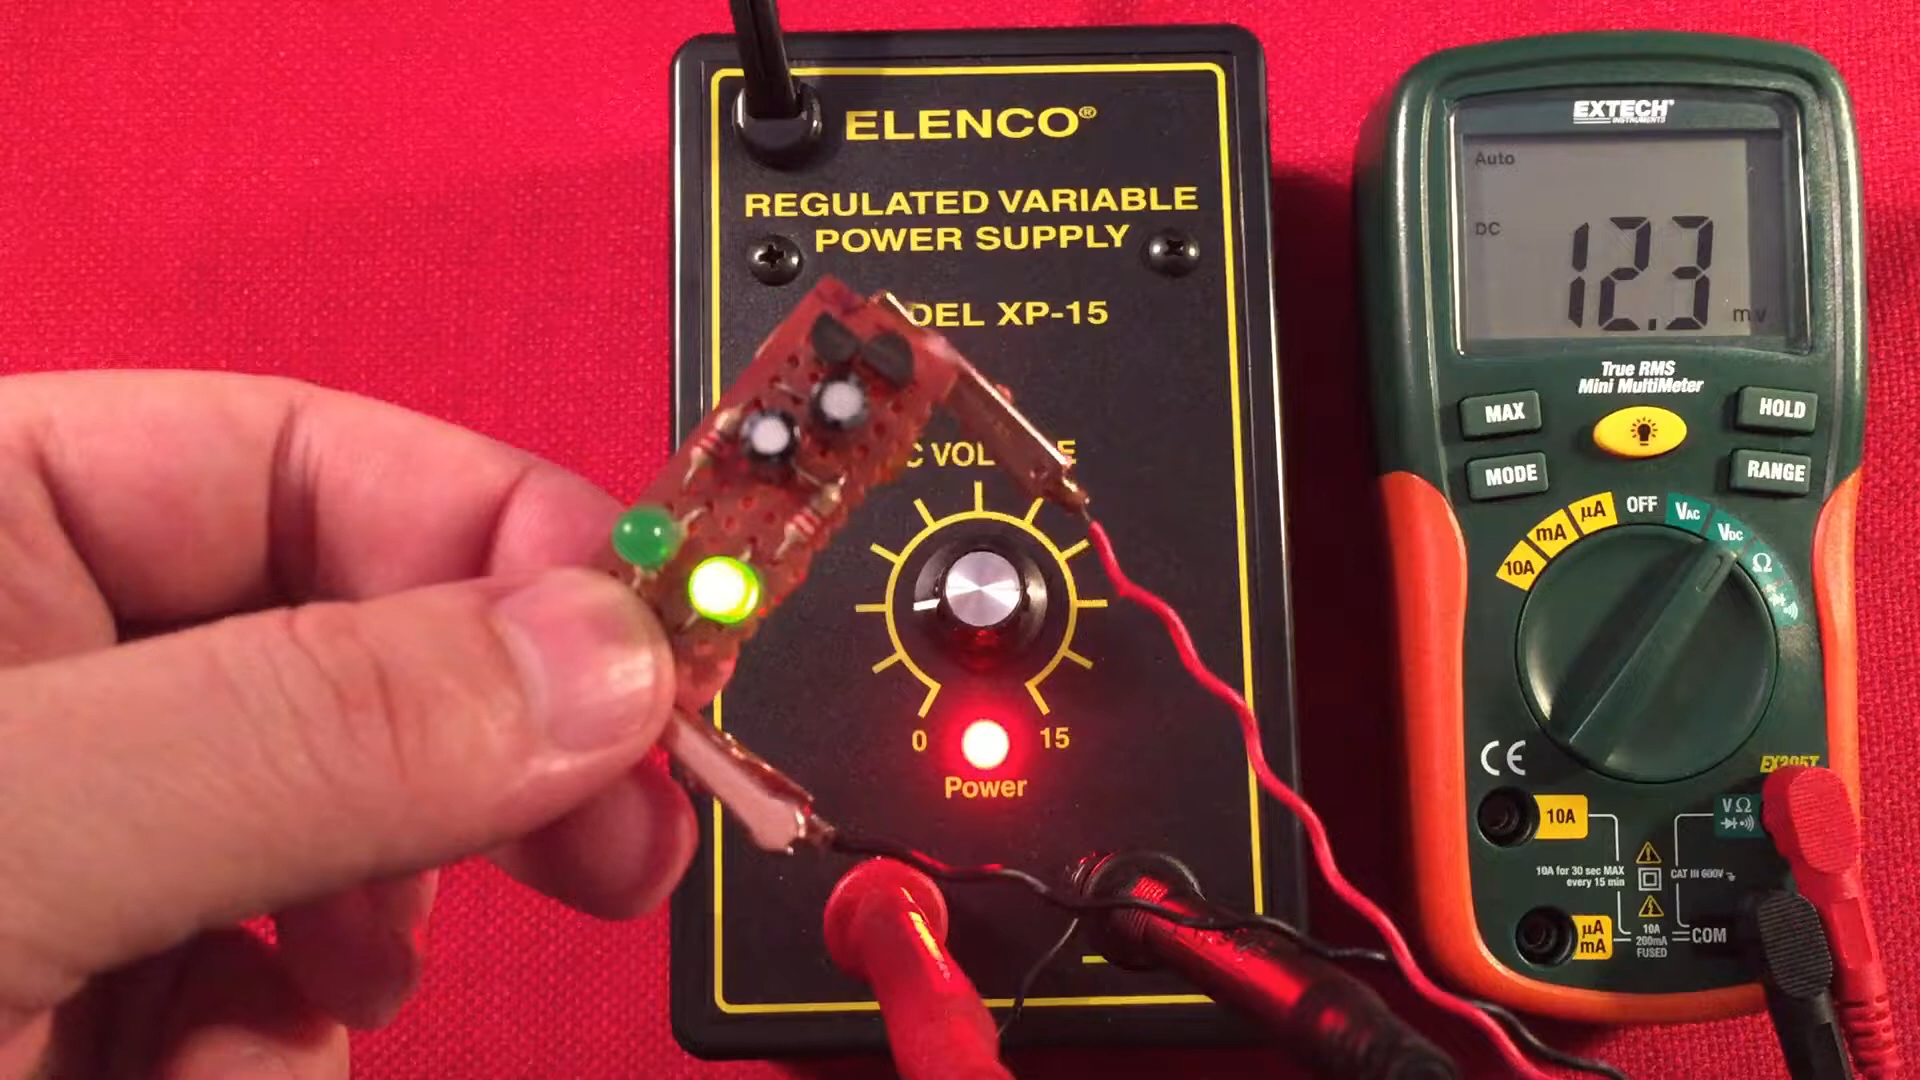 ELENCO®
REGULATED VARIABLE
POWER SUPPLY
DEL XP-15
C VOL E
0
15
Power
EXTECH®
INSTRUMENTS
Auto
DC
12.3
mV
True RMS
Mini MultiMeter
MAX
HOLD
MODE
RANGE
10A
mA
µA
OFF
VAC
VDC
Ω
CE
EX205T
10A
VΩ
10A for 30 sec MAX
every 15 min
CAT III 600V
µA
mA
10A
200mA
FUSED
COM